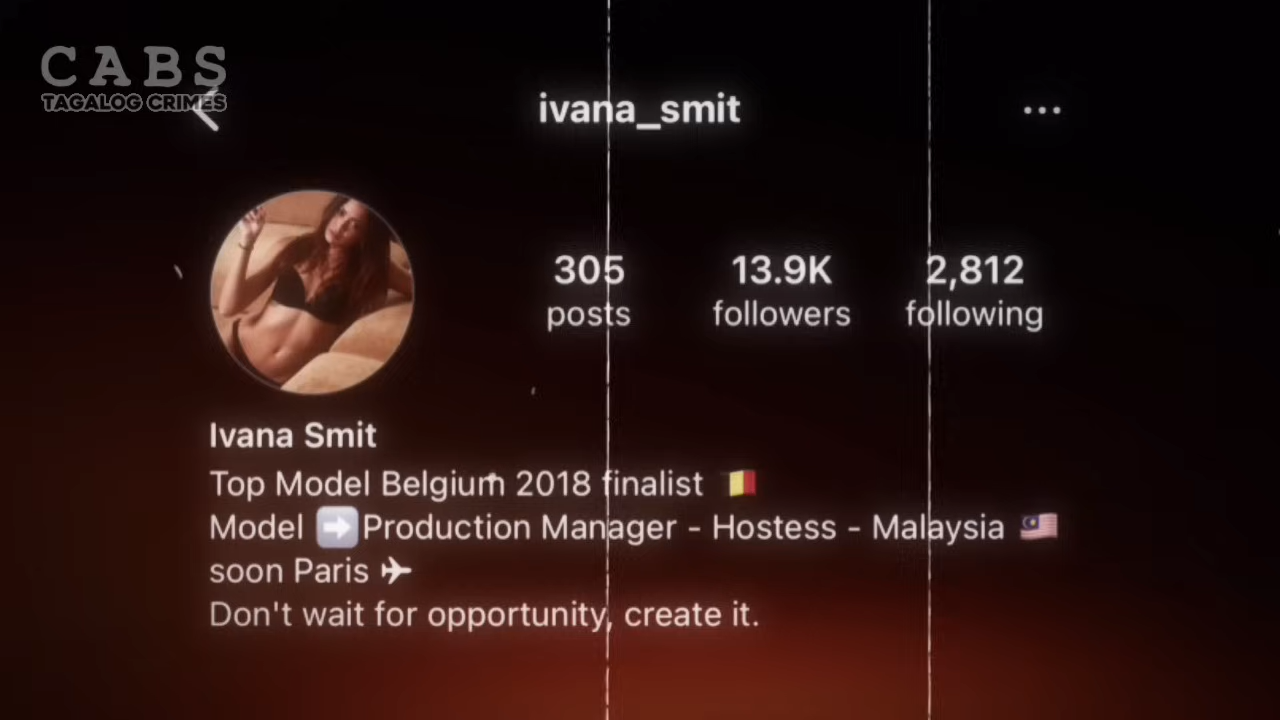 CABS
TAGALOG CRIMES
ivana_smit
305 13.9K 2,812
posts followers following
Ivana Smit
Top Model Belgium 2018 finalist 🇧🇪
Model ➡️Production Manager - Hostess - Malaysia 🇲🇾
soon Paris ✈
Don't wait for opportunity, create it.